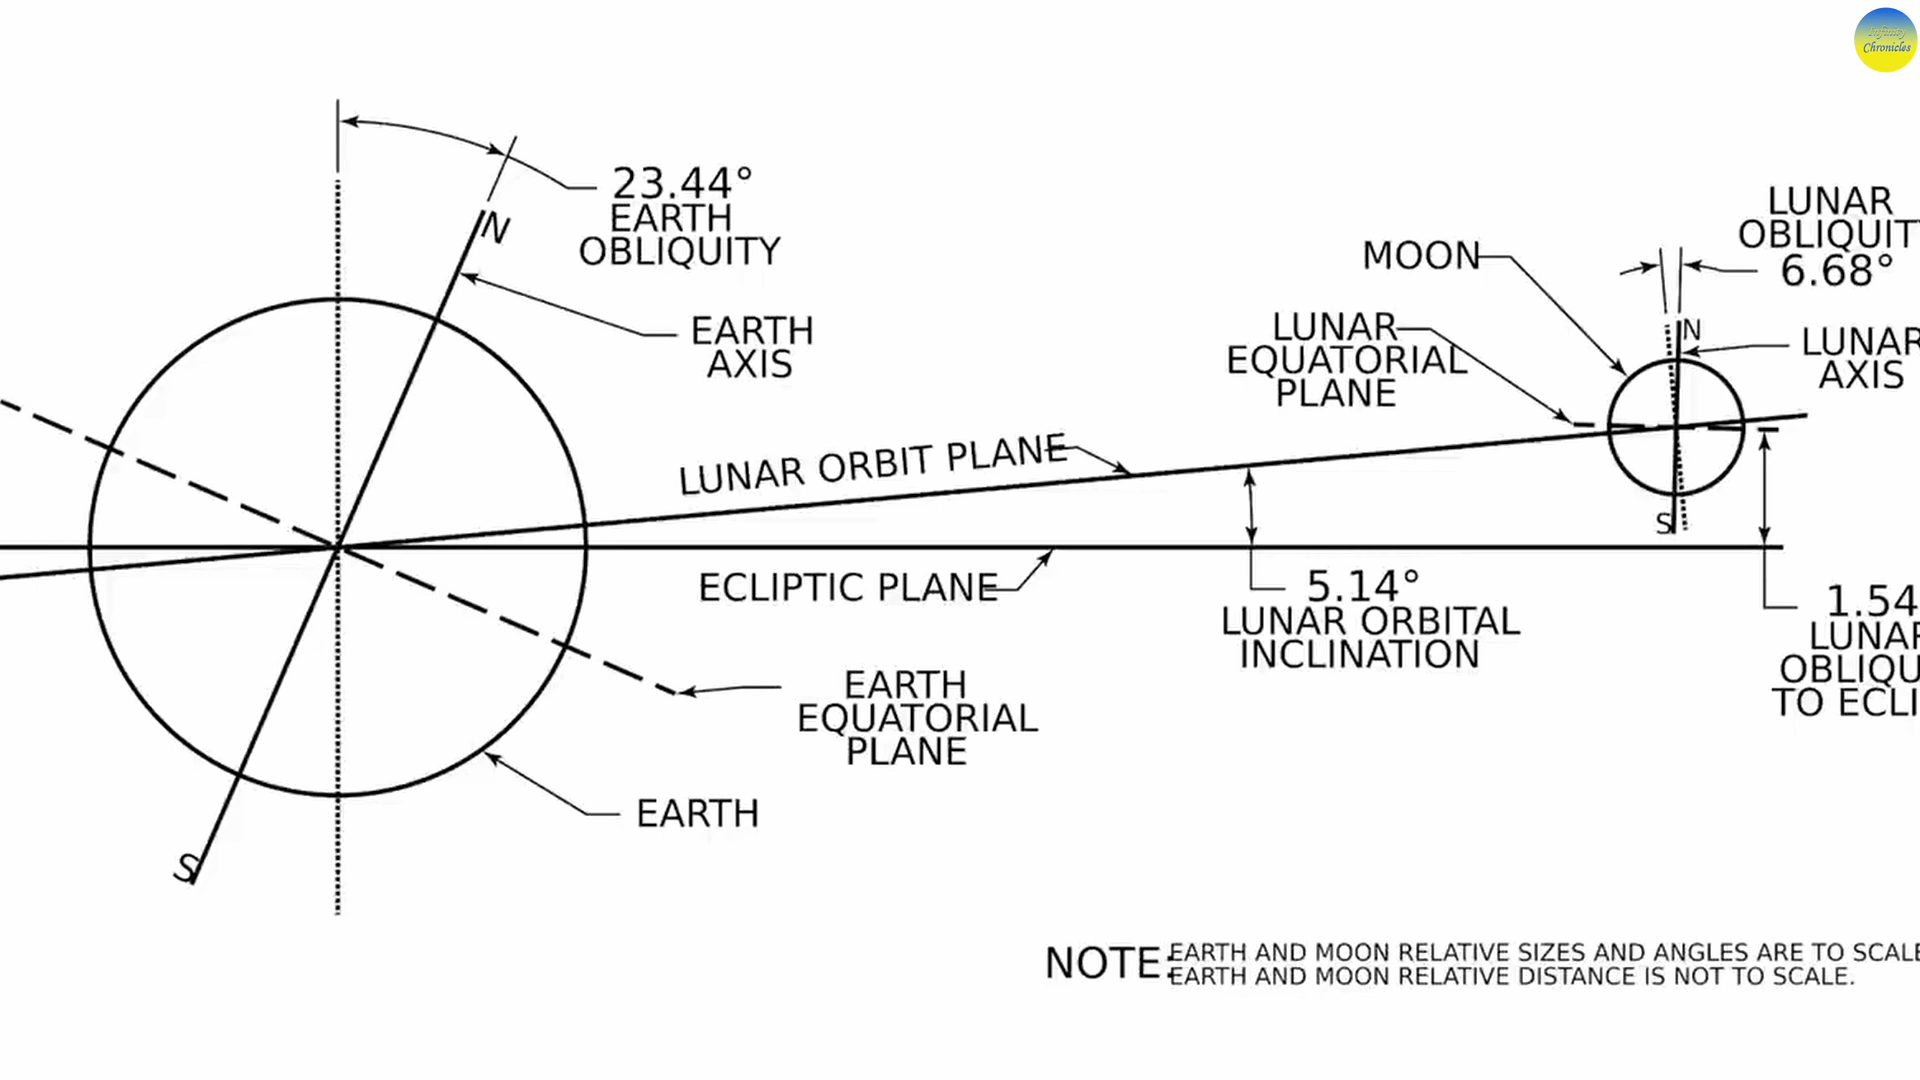 Infinity
Chronicles
23.44°
EARTH
OBLIQUITY
N
EARTH
AXIS
LUNAR
OBLIQUIT
6.68°
MOON
LUNAR
EQUATORIAL
PLANE
N
LUNAR
AXIS
LUNAR ORBIT PLANE
S
ECLIPTIC PLANE
5.14°
LUNAR ORBITAL
INCLINATION
1.54
LUNAR
OBLIQU
TO ECLI
EARTH
EQUATORIAL
PLANE
EARTH
S
NOTE:
EARTH AND MOON RELATIVE SIZES AND ANGLES ARE TO SCALE
EARTH AND MOON RELATIVE DISTANCE IS NOT TO SCALE.